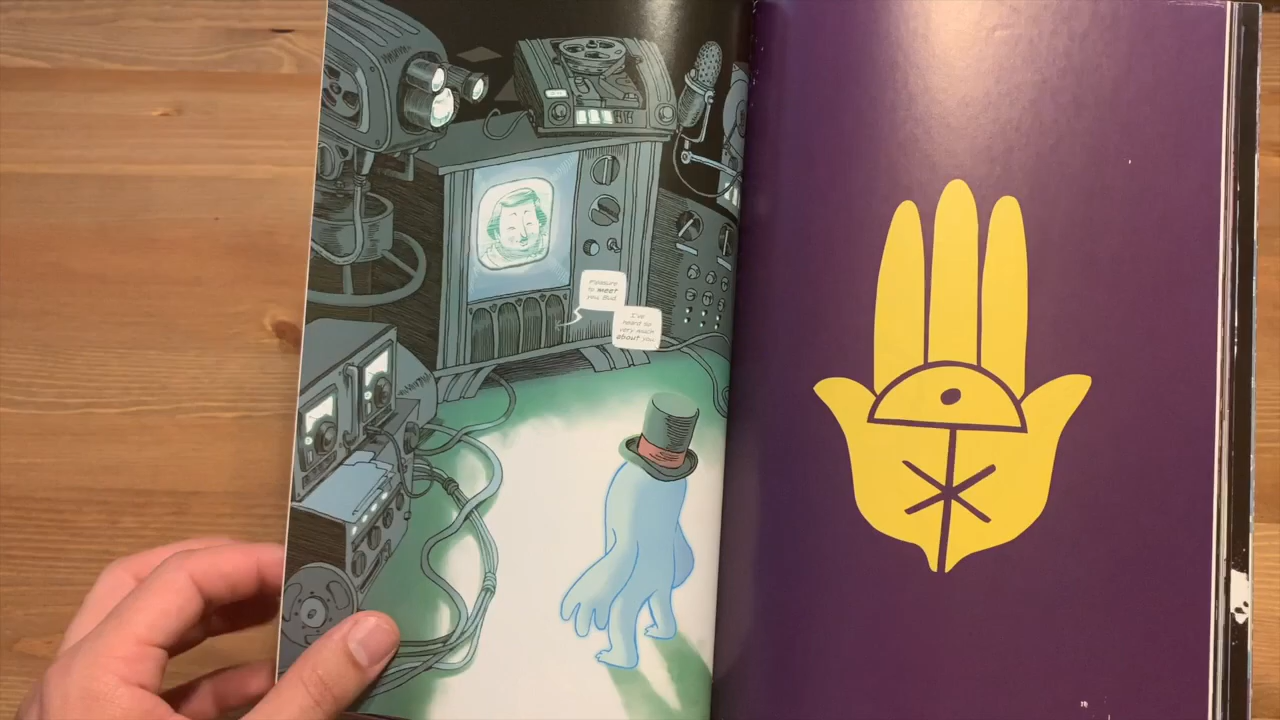 Pleasure
to meet
you Bud.
I've
heard so
very much
about you.